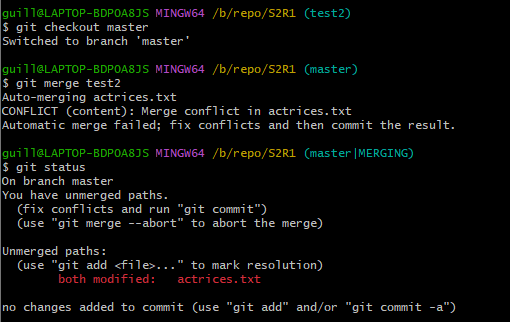 guill@LAPTOP-BDPOA8JS MINGW64 /b/repo/S2R1 (test2)
$ git checkout master
Switched to branch 'master'
guill@LAPTOP-BDPOA8JS MINGW64 /b/repo/S2R1 (master)
$ git merge test2
Auto-merging actrices.txt
CONFLICT (content): Merge conflict in actrices.txt
Automatic merge failed; fix conflicts and then commit the result.
guill@LAPTOP-BDPOA8JS MINGW64 /b/repo/S2R1 (master|MERGING)
$ git status
On branch master
You have unmerged paths.
  (fix conflicts and run "git commit")
  (use "git merge --abort" to abort the merge)
Unmerged paths:
  (use "git add <file>..." to mark resolution)
        both modified:   actrices.txt
no changes added to commit (use "git add" and/or "git commit -a")